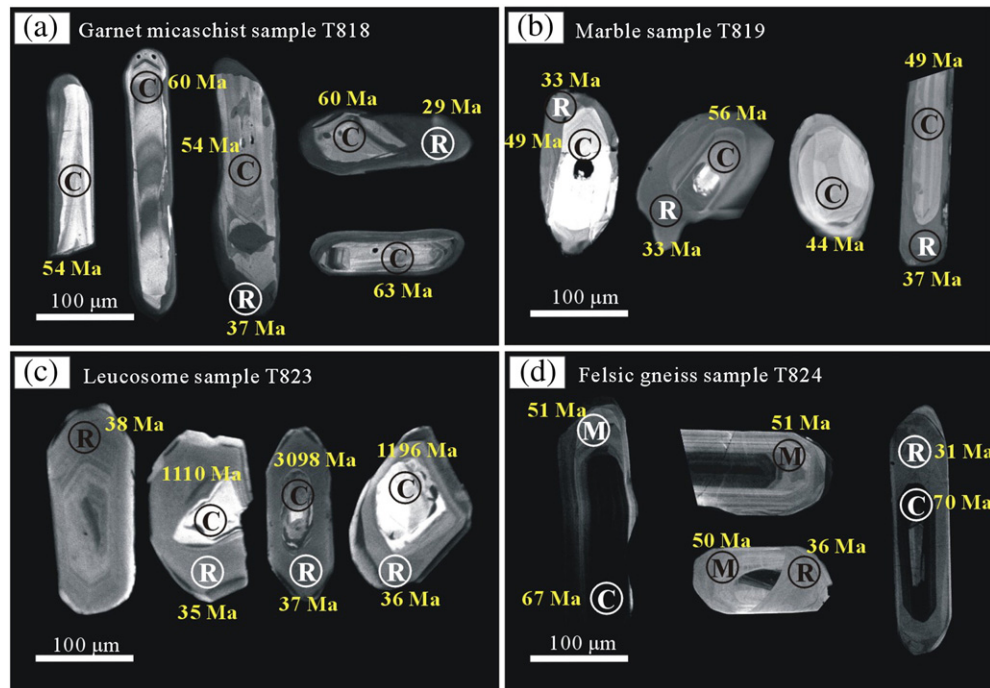 (a) Garnet micaschist sample T818
C
54 Ma
C
60 Ma
54 Ma
C
R
37 Ma
60 Ma
C
29 Ma
R
C
63 Ma
100 μm
(b) Marble sample T819
33 Ma
R
49 Ma
C
56 Ma
C
R
33 Ma
C
44 Ma
49 Ma
C
R
37 Ma
100 μm
(c) Leucosome sample T823
R
38 Ma
1110 Ma
C
R
35 Ma
3098 Ma
C
R
37 Ma
1196 Ma
C
R
36 Ma
100 μm
(d) Felsic gneiss sample T824
51 Ma
M
67 Ma
C
51 Ma
M
50 Ma
M
36 Ma
R
R
31 Ma
C
70 Ma
100 μm